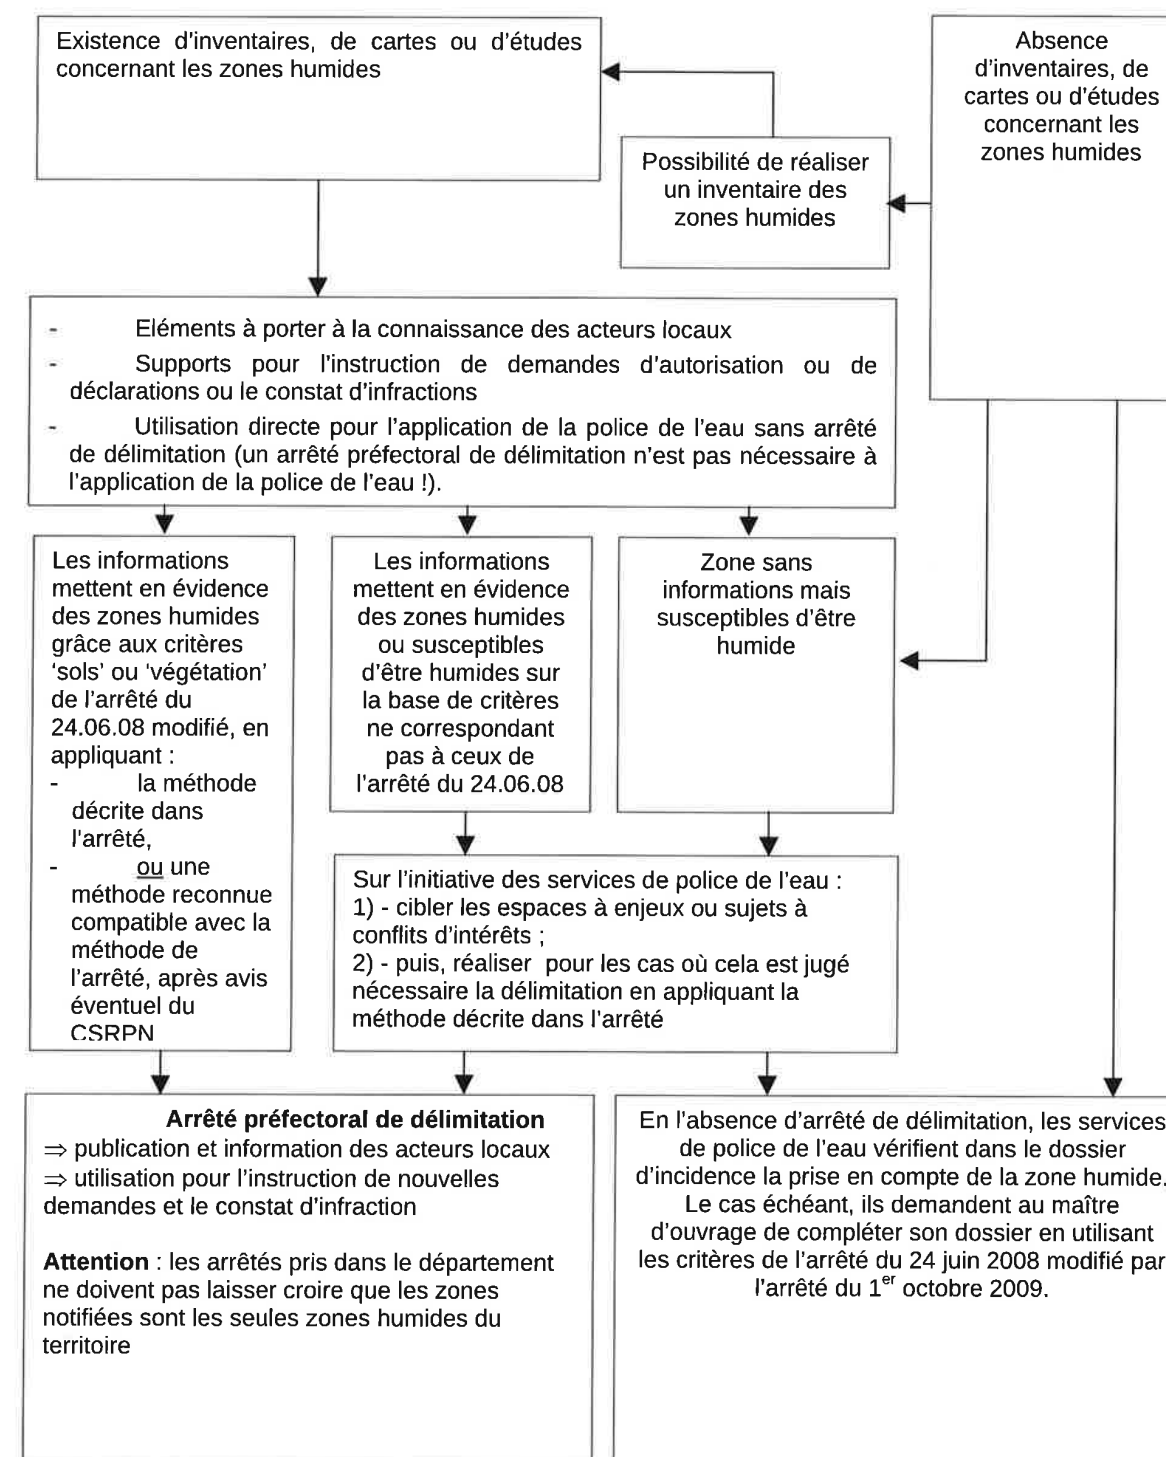 Existence d'inventaires, de cartes ou d'études
concernant les zones humides
Absence
d'inventaires, de
cartes ou d'études
concernant les
zones humides
Possibilité de réaliser
un inventaire des
zones humides
- Eléments à porter à la connaissance des acteurs locaux
- Supports pour l'instruction de demandes d'autorisation ou de
déclarations ou le constat d'infractions
- Utilisation directe pour l'application de la police de l'eau sans arrêté
de délimitation (un arrêté préfectoral de délimitation n'est pas nécessaire à
l'application de la police de l'eau !).
Les informations
mettent en évidence
des zones humides
grâce aux critères
'sols' ou 'végétation'
de l'arrêté du
24.06.08 modifié, en
appliquant :
- la méthode
décrite dans
l'arrêté,
- ou une
méthode reconnue
compatible avec la
méthode de
l'arrêté, après avis
éventuel du
CSRPN
Les informations
mettent en évidence
des zones humides
ou susceptibles
d'être humides sur
la base de critères
ne correspondant
pas à ceux de
l'arrêté du 24.06.08
Zone sans
informations mais
susceptibles d'être
humide
Sur l'initiative des services de police de l'eau :
1) - cibler les espaces à enjeux ou sujets à
conflits d'intérêts ;
2) - puis, réaliser pour les cas où cela est jugé
nécessaire la délimitation en appliquant la
méthode décrite dans l'arrêté
Arrêté préfectoral de délimitation
⇒ publication et information des acteurs locaux
⇒ utilisation pour l'instruction de nouvelles
demandes et le constat d'infraction
Attention : les arrêtés pris dans le département
ne doivent pas laisser croire que les zones
notifiées sont les seules zones humides du
territoire
En l'absence d'arrêté de délimitation, les services
de police de l'eau vérifient dans le dossier
d'incidence la prise en compte de la zone humide.
Le cas échéant, ils demandent au maître
d'ouvrage de compléter son dossier en utilisant
les critères de l'arrêté du 24 juin 2008 modifié par
l'arrêté du 1er octobre 2009.